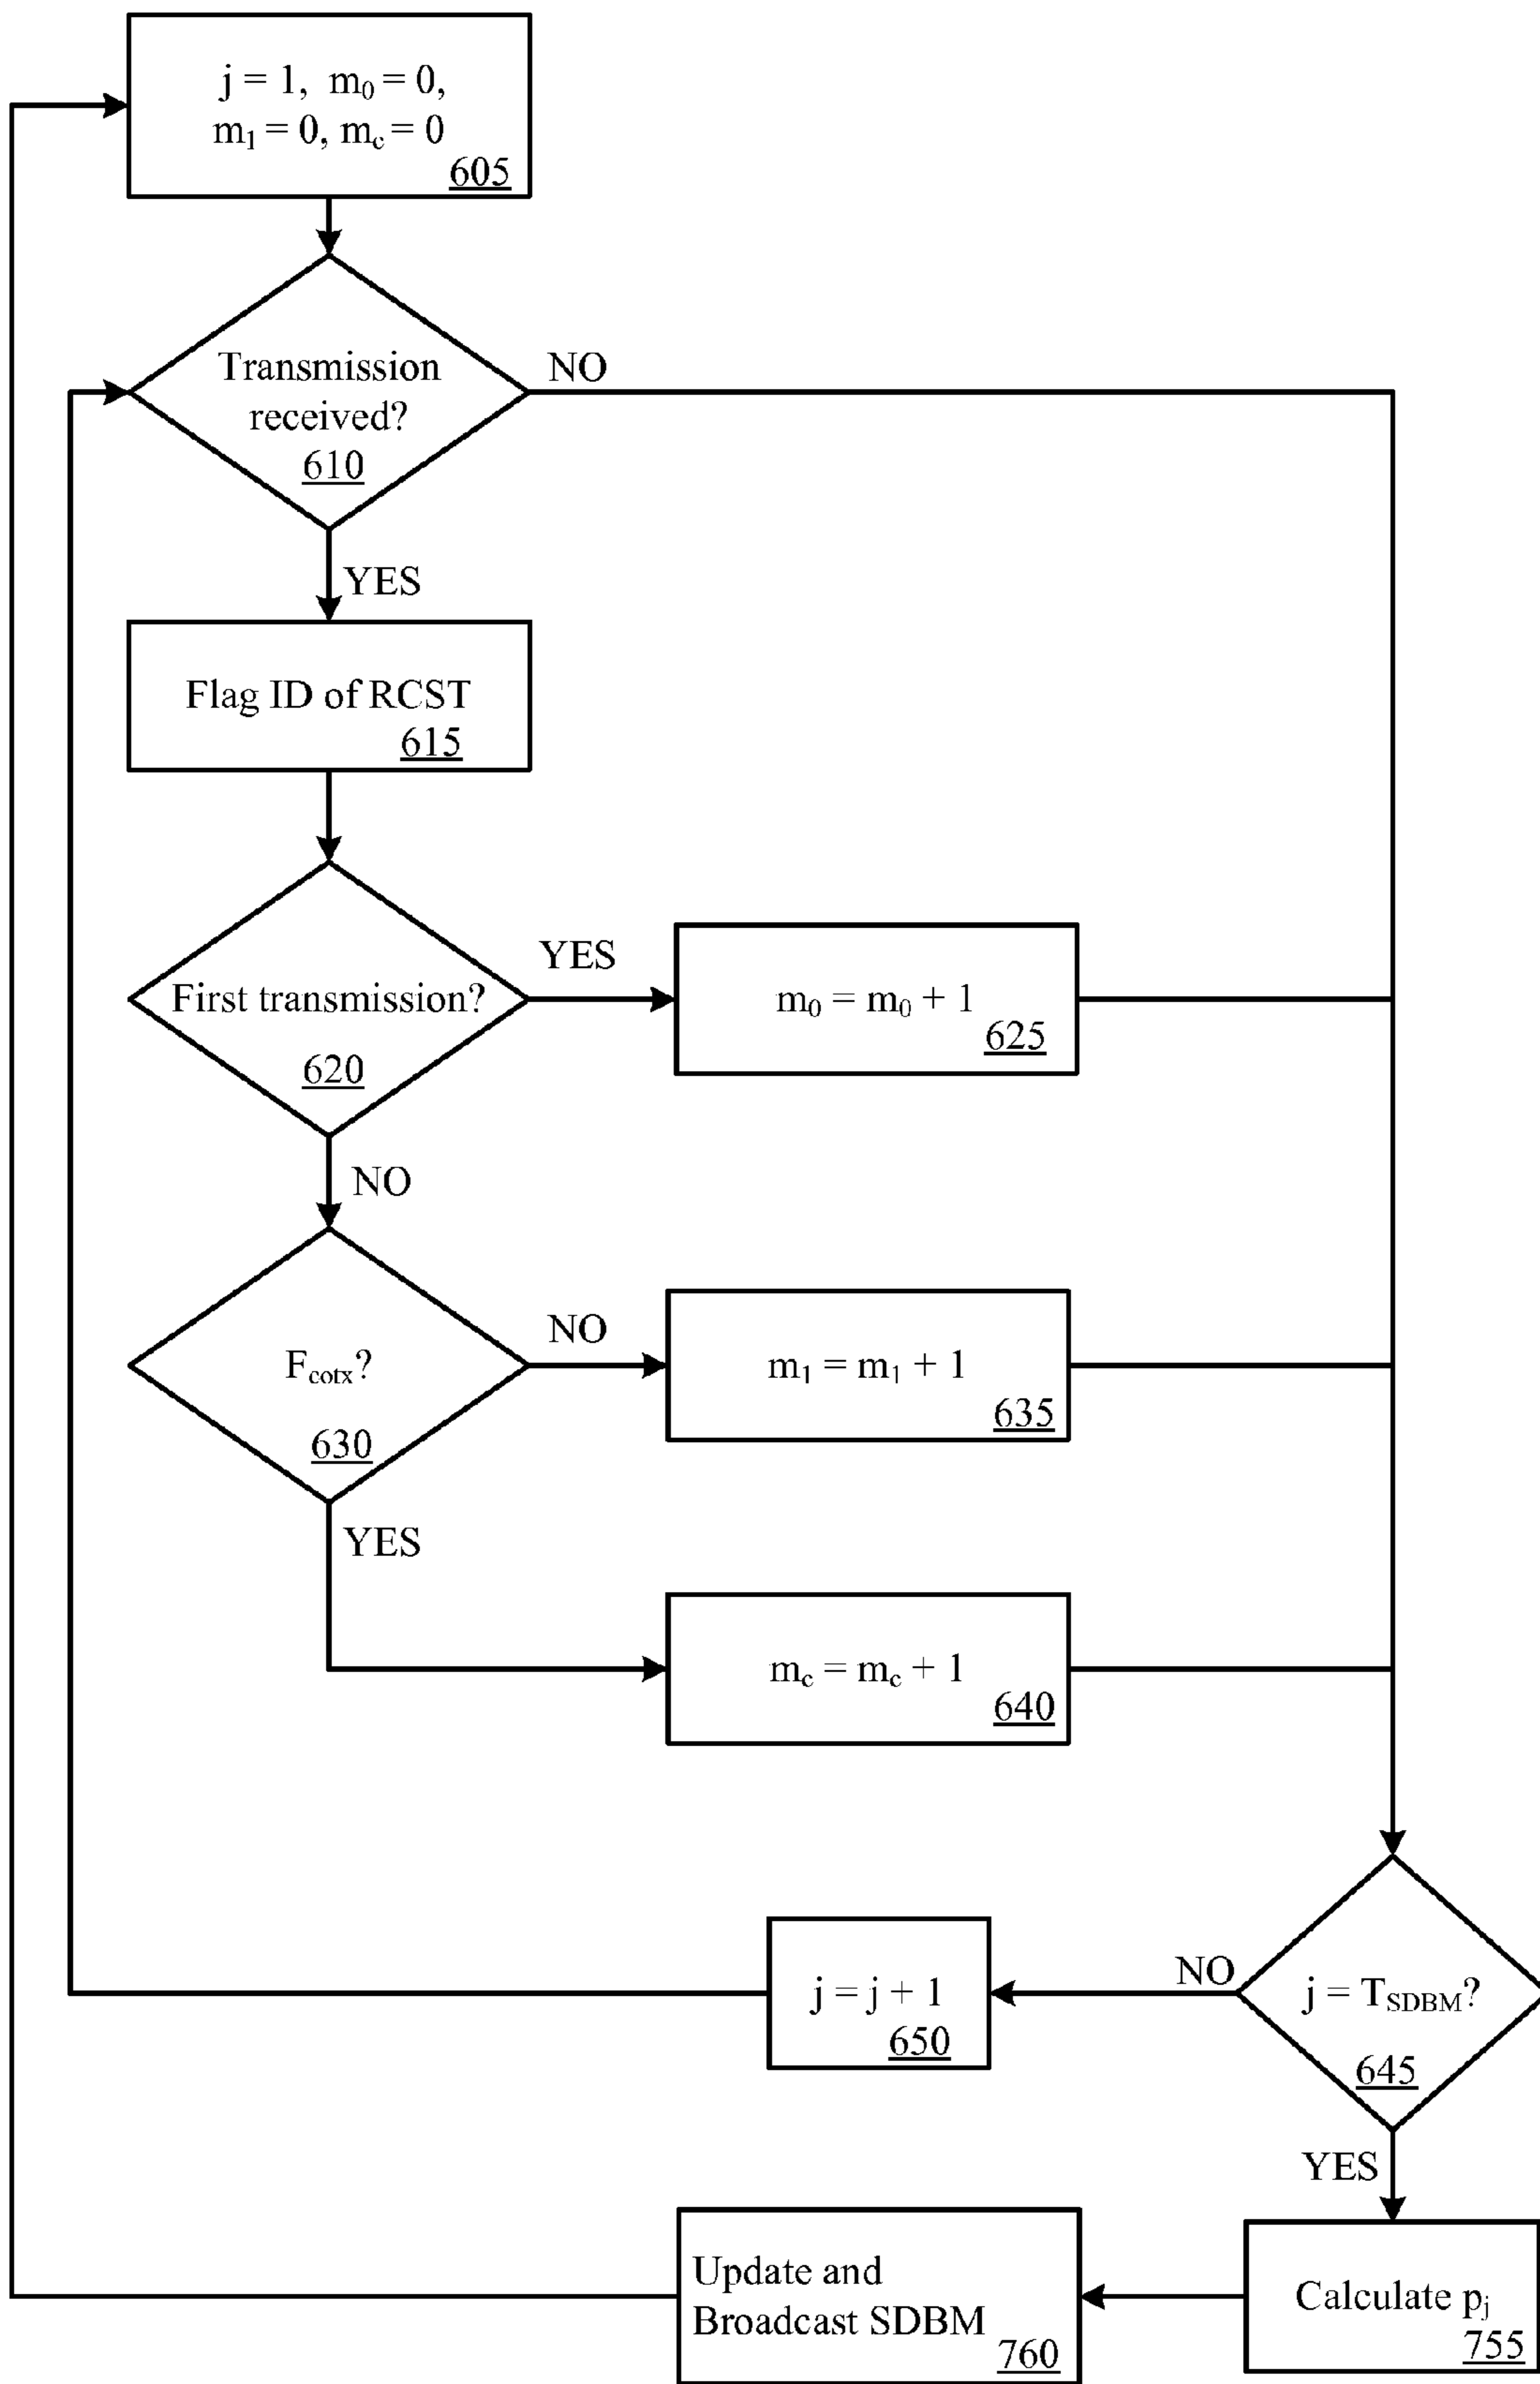 j = 1, m₀ = 0,
m₁ = 0, m꜀ = 0
605
Transmission
received?
610
NO
YES
Flag ID of RCST
615
First transmission?
620
YES
m₀ = m₀ + 1
625
NO
F_cotx?
630
NO
m₁ = m₁ + 1
635
YES
m꜀ = m꜀ + 1
640
j = T_SDBM?
645
NO
j = j + 1
650
YES
Calculate pⱼ
755
Update and
Broadcast SDBM
760